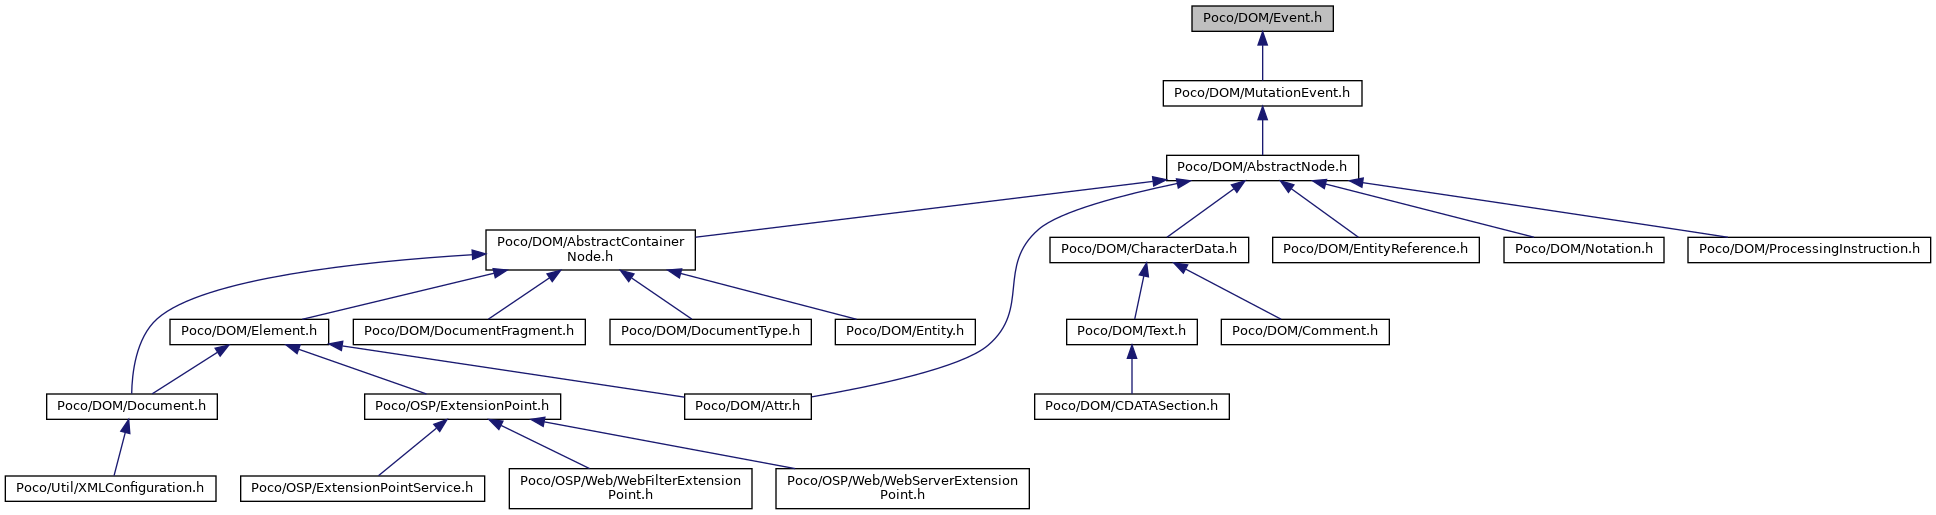 Poco/DOM/Event.h
Poco/DOM/MutationEvent.h
Poco/DOM/AbstractNode.h
Poco/DOM/AbstractContainer
Node.h
Poco/DOM/CharacterData.h
Poco/DOM/EntityReference.h
Poco/DOM/Notation.h
Poco/DOM/ProcessingInstruction.h
Poco/DOM/Element.h
Poco/DOM/DocumentFragment.h
Poco/DOM/DocumentType.h
Poco/DOM/Entity.h
Poco/DOM/Text.h
Poco/DOM/Comment.h
Poco/DOM/Document.h
Poco/OSP/ExtensionPoint.h
Poco/DOM/Attr.h
Poco/DOM/CDATASection.h
Poco/Util/XMLConfiguration.h
Poco/OSP/ExtensionPointService.h
Poco/OSP/Web/WebFilterExtension
Point.h
Poco/OSP/Web/WebServerExtension
Point.h